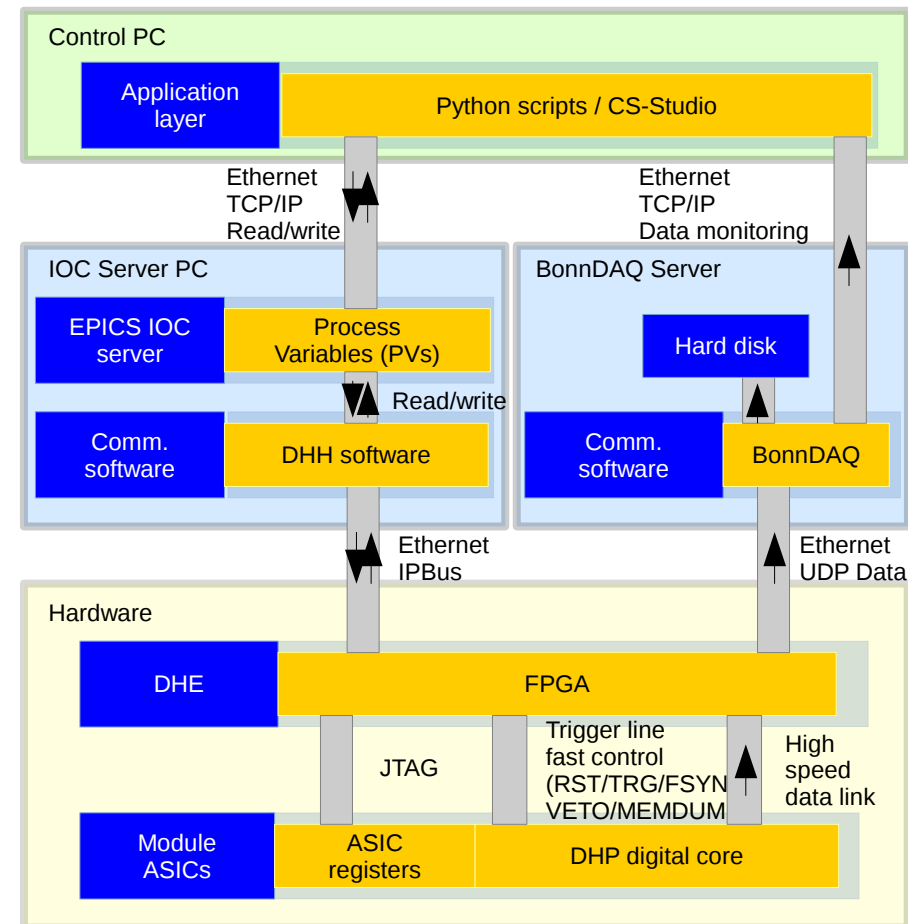 Control PC
Application
layer
Python scripts / CS-Studio
Ethernet
TCP/IP
Read/write
Ethernet
TCP/IP
Data monitoring
IOC Server PC
EPICS IOC
server
Process
Variables (PVs)
Read/write
Comm.
software
DHH software
BonnDAQ Server
Hard disk
Comm.
software
BonnDAQ
Ethernet
IPBus
Ethernet
UDP Data
Hardware
DHE
FPGA
JTAG
Trigger line
fast control
(RST/TRG/FSYN
VETO/MEMDUM
High
speed
data link
Module
ASICs
ASIC
registers
DHP digital core